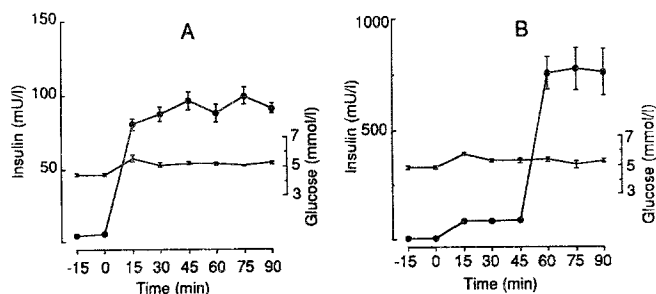 A
150
100
50
0
Insulin (mU/l)
7
5
3
Glucose (mmol/l)
-15 0 15 30 45 60 75 90
Time (min)
B
1000
500
0
Insulin (mU/l)
7
5
3
Glucose (mmol/l)
-15 0 15 30 45 60 75 90
Time (min)